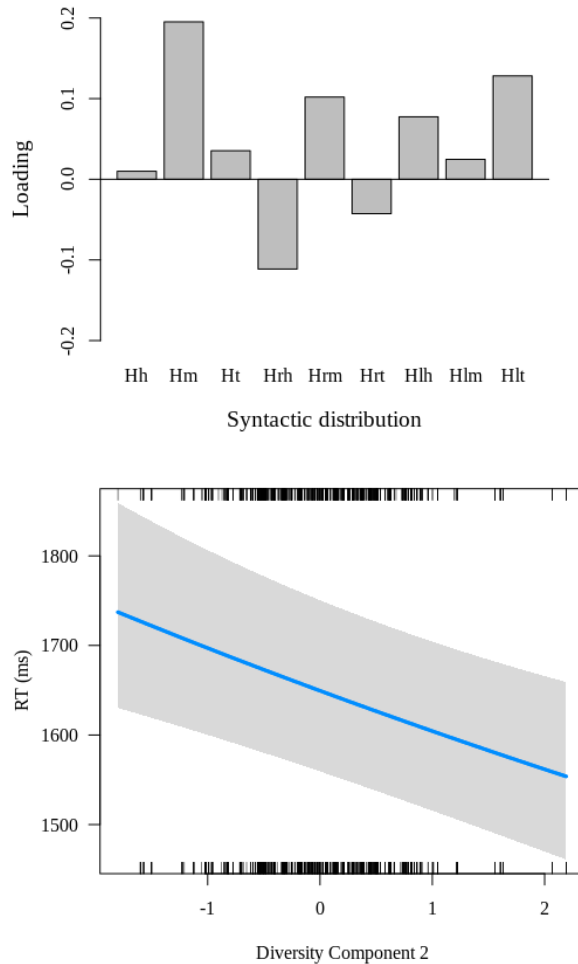 0.2
0.1
0.0
-0.1
-0.2
Loading
Hh Hm Ht Hrh Hrm Hrt Hlh Hlm Hlt
Syntactic distribution
1800
1700
1600
1500
RT (ms)
-1 0 1 2
Diversity Component 2